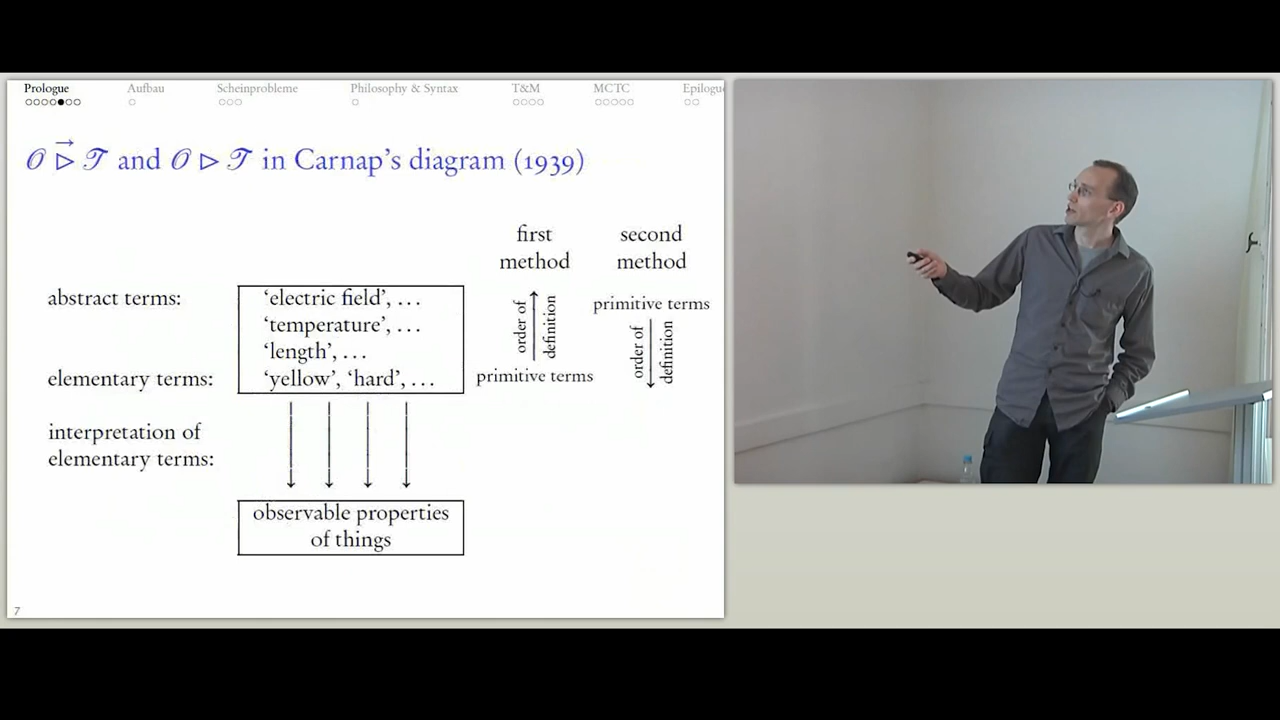 Prologue Aufbau Scheinprobleme Philosophy & Syntax T&M MCTC Epilogue
𝒪 ▷⃗ 𝒯 and 𝒪 ▷ 𝒯 in Carnap's diagram (1939)
first method
second method
abstract terms:
'electric field', …
'temperature', …
'length', …
elementary terms:
'yellow', 'hard', …
order of definition
primitive terms
primitive terms
order of definition
interpretation of
elementary terms:
observable properties
of things
7